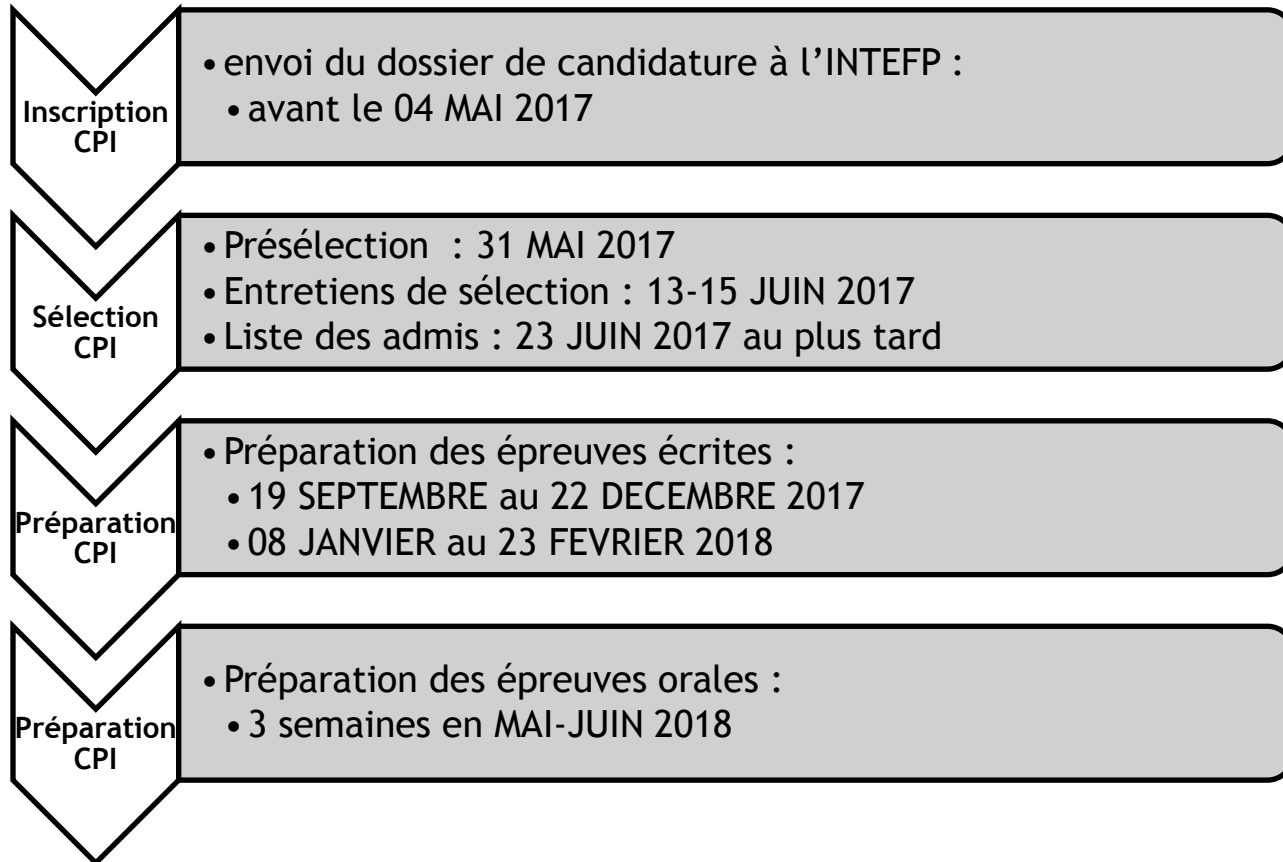 Inscription
CPI
• envoi du dossier de candidature à l’INTEFP :
• avant le 04 MAI 2017
Sélection
CPI
• Présélection : 31 MAI 2017
• Entretiens de sélection : 13-15 JUIN 2017
• Liste des admis : 23 JUIN 2017 au plus tard
Préparation
CPI
• Préparation des épreuves écrites :
• 19 SEPTEMBRE au 22 DECEMBRE 2017
• 08 JANVIER au 23 FEVRIER 2018
Préparation
CPI
• Préparation des épreuves orales :
• 3 semaines en MAI-JUIN 2018